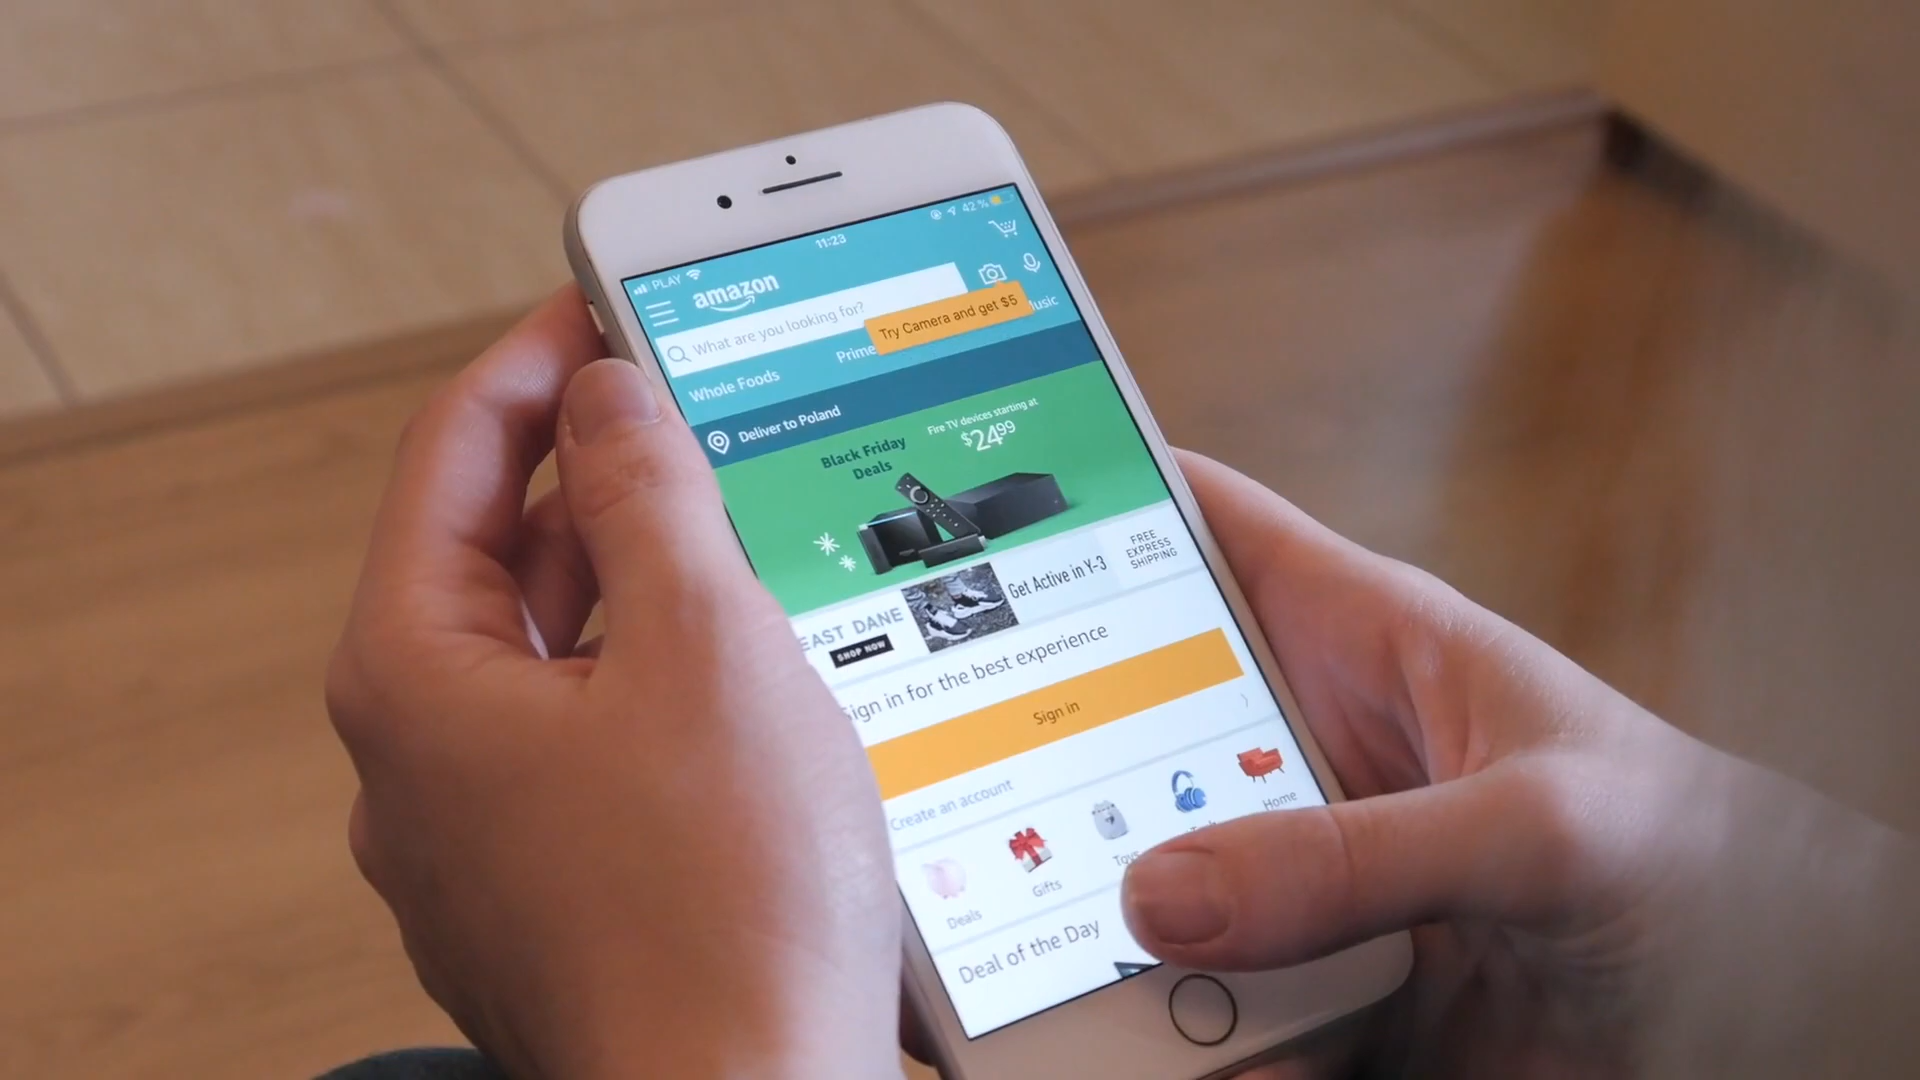 PLAY
11:23
42 %
amazon
What are you looking for?
Try Camera and get $5
Whole Foods
Prime
Music
Deliver to Poland
Black Friday
Deals
Fire TV devices starting at
$2499
EAST DANE
SHOP NOW
Get Active in Y-3
FREE
EXPRESS
SHIPPING
Sign in for the best experience
Sign in
Create an account
Deals
Gifts
Toys
Home
Deal of the Day